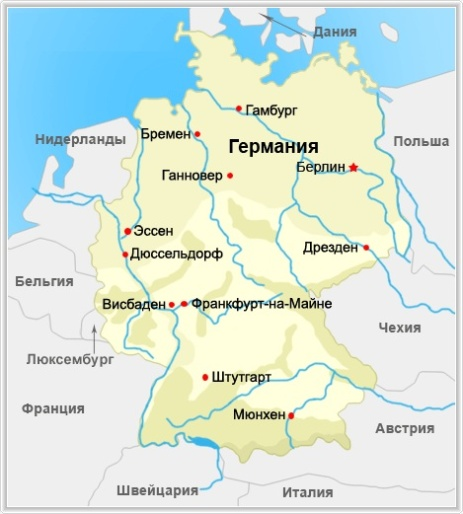 Дания
Гамбург
Нидерланды
Бремен
Германия
Польша
Ганновер
Берлин
Эссен
Дюссельдорф
Дрезден
Бельгия
Висбаден
Франкфурт-на-Майне
Чехия
Люксембург
Штутгарт
Франция
Мюнхен
Австрия
Швейцария
Италия